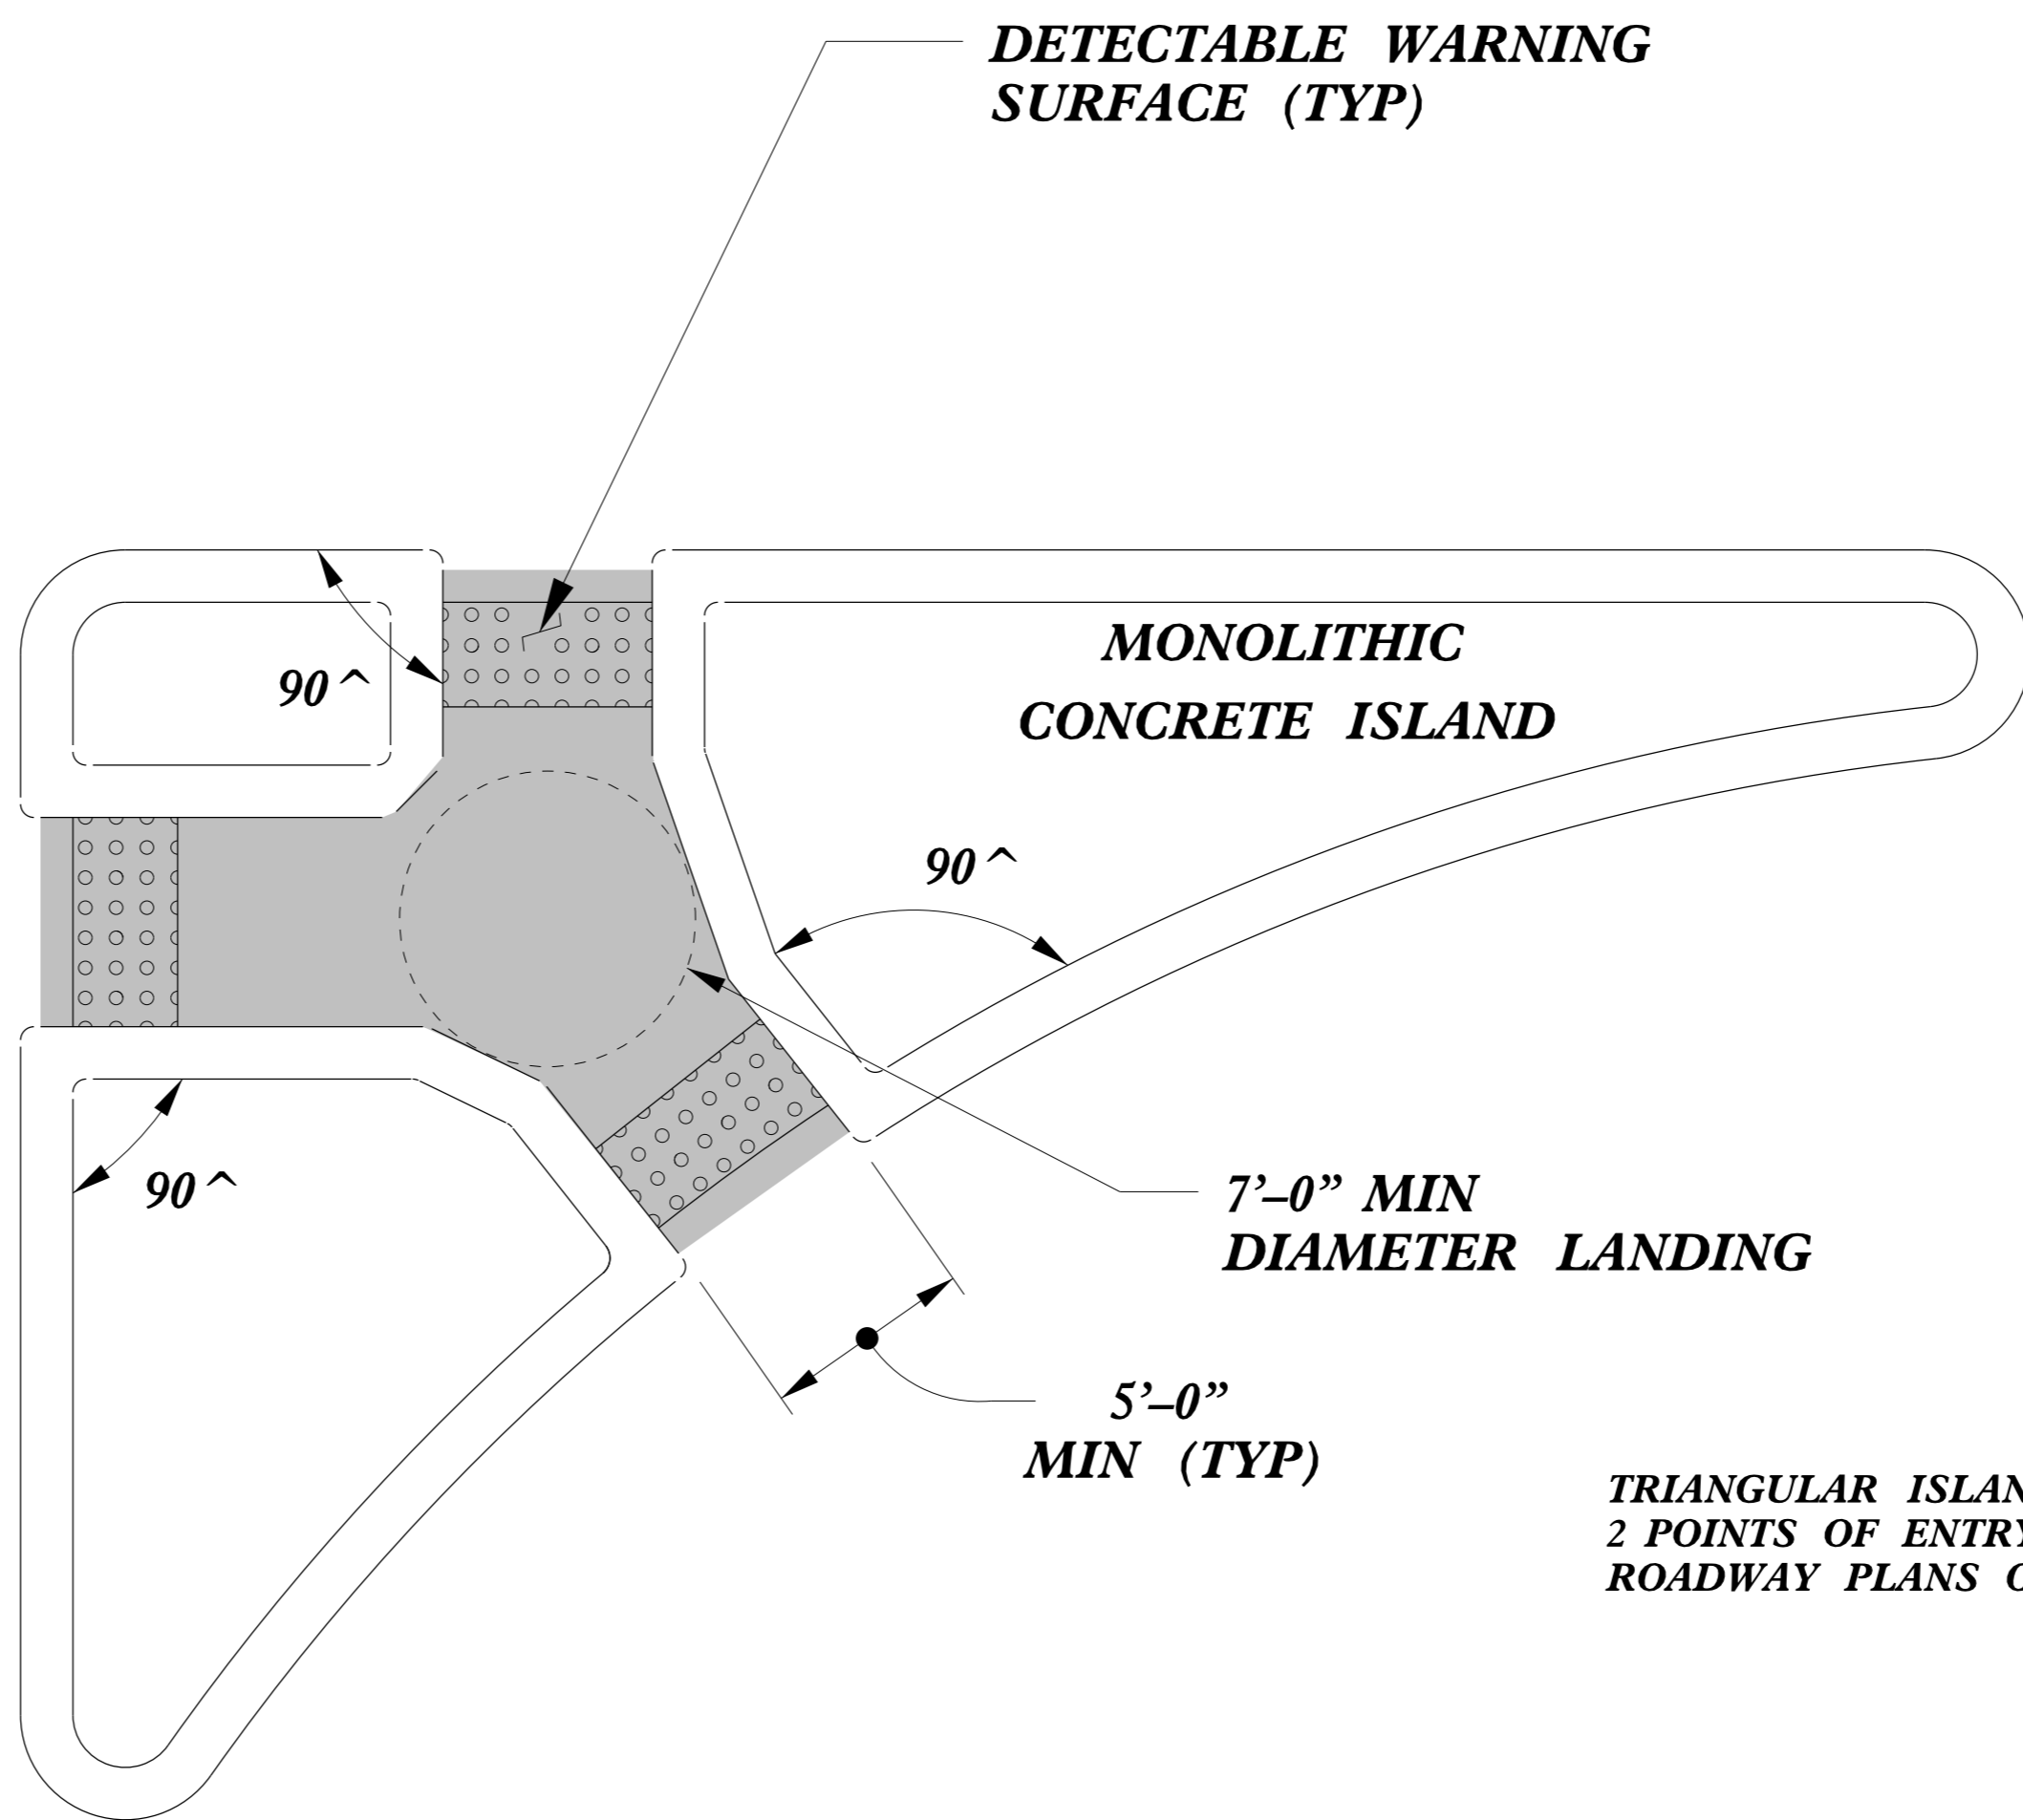 DETECTABLE WARNING
SURFACE (TYP)
MONOLITHIC
CONCRETE ISLAND
90^
90^
90^
7’–0” MIN
DIAMETER LANDING
5’–0”
MIN (TYP)
TRIANGULAR
2 POINTS OF ENTRY
ROADWAY PLANS